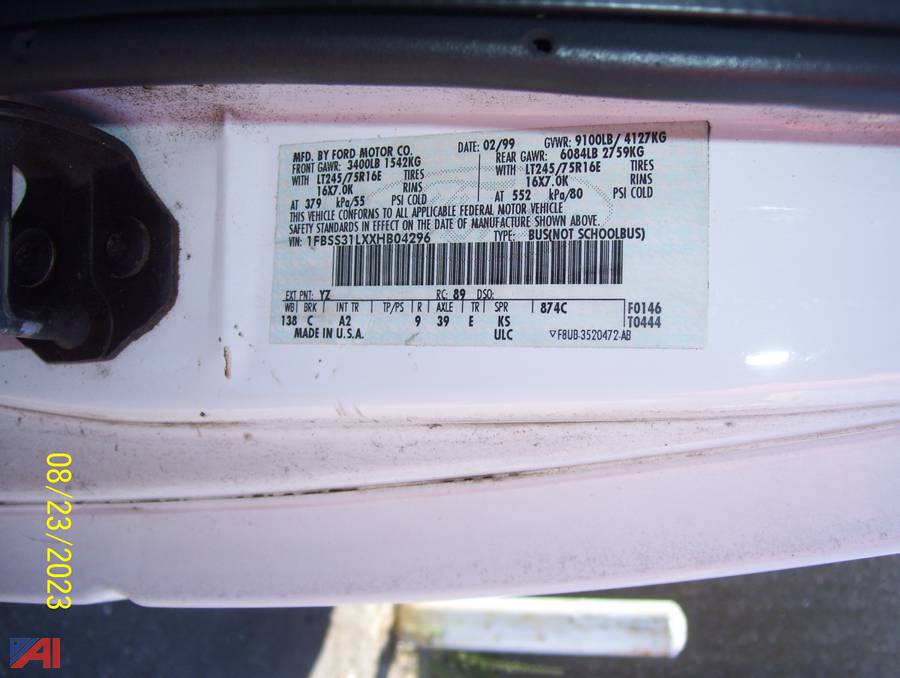 DATE: 02/99 GVWR: 9100LB/ 4127KG
MFD. BY FORD MOTOR CO. REAR GAWR: 6084LB 2759KG
FRONT GAWR: 3400LB 1542KG WITH LT245/75R16E TIRES
WITH LT245/75R16E TIRES 16X7.0K RIMS
16X7.0K RIMS AT 552 kPa/80 PSI COLD
AT 379 kPa/55 PSI COLD
THIS VEHICLE CONFORMS TO ALL APPLICABLE FEDERAL MOTOR VEHICLE
SAFETY STANDARDS IN EFFECT ON THE DATE OF MANUFACTURE SHOWN ABOVE.
VIN: 1FBSS31LXXHB04296 TYPE: BUS(NOT SCHOOLBUS)
EXT PNT: YZ RC: 89 DSO:
WB BRK INT TR TP/PS R AXLE TR SPR 874C F0146
138 C A2 9 39 E KS T0444
MADE IN U.S.A. ULC F8UB-3520472-AB
08/23/2023
AI